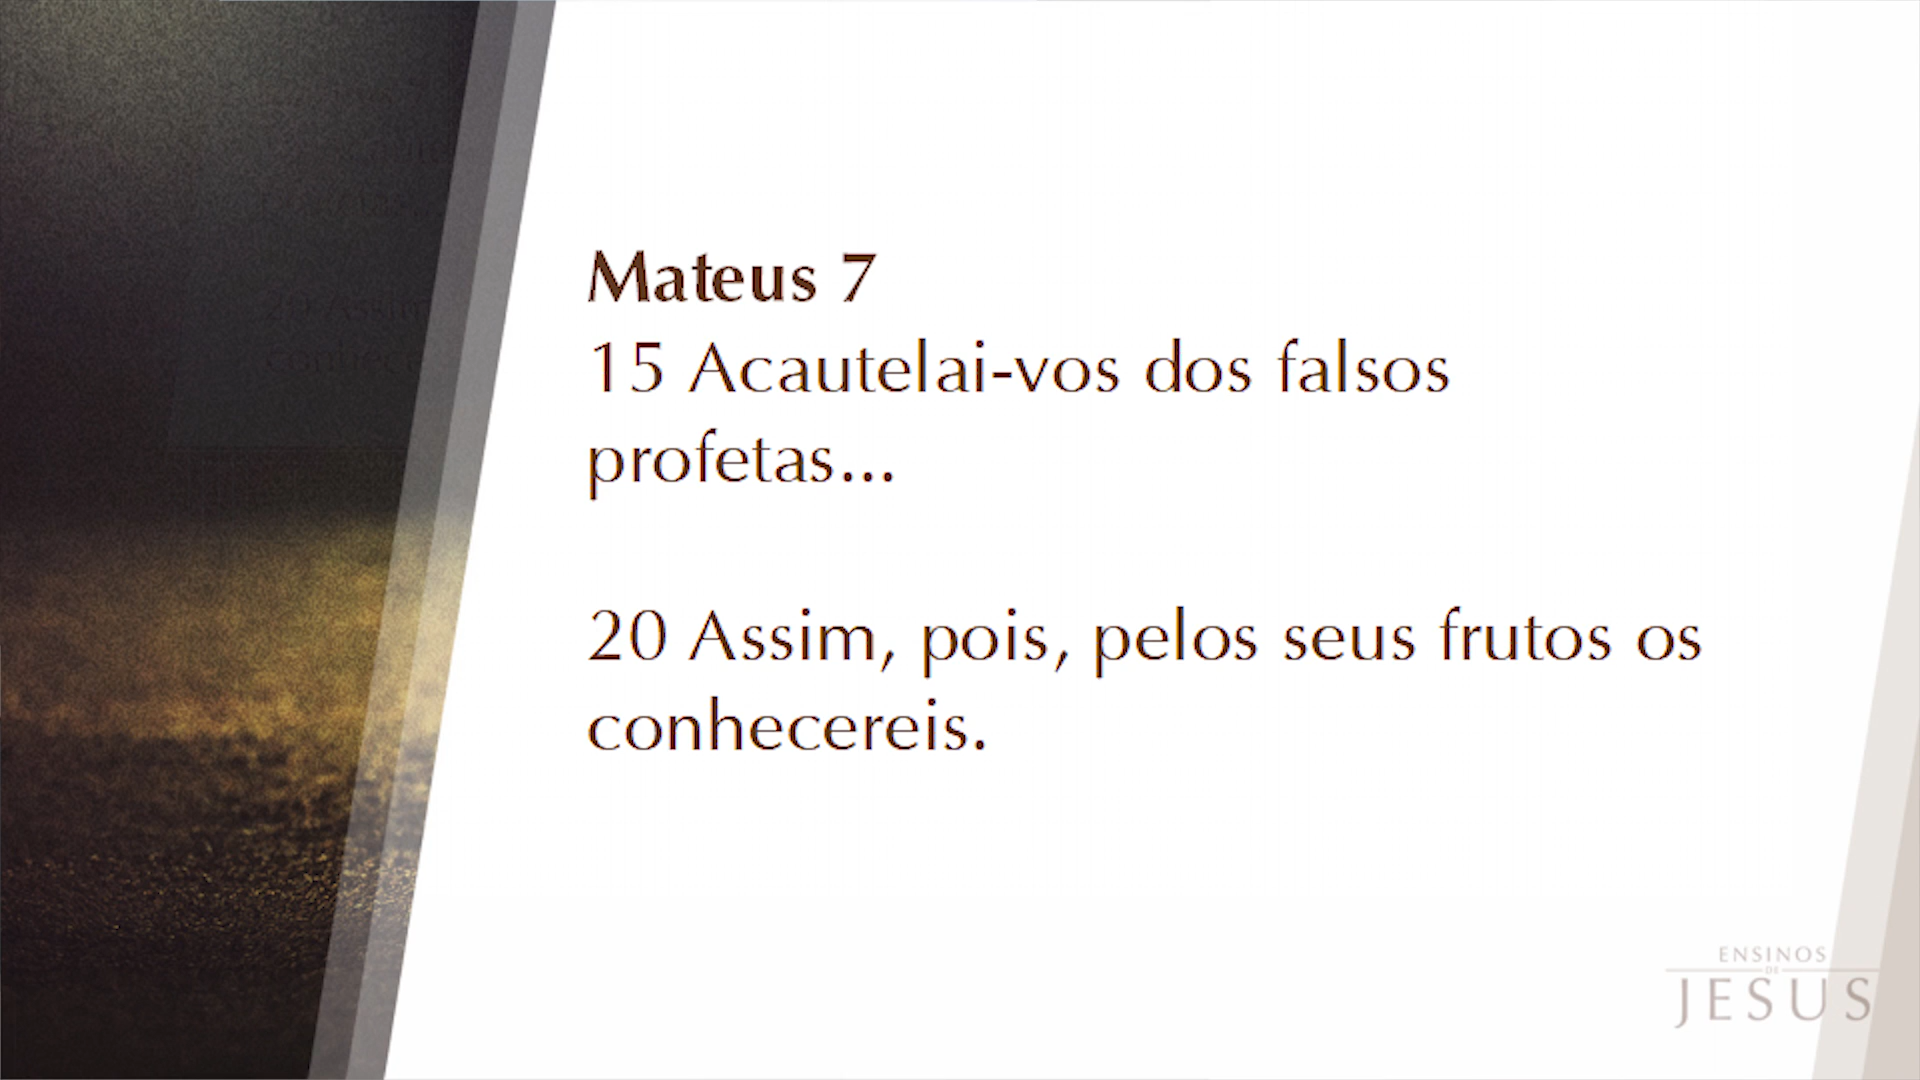 Mateus 7
15 Acautelai-vos dos falsos
profetas...
20 Assim, pois, pelos seus frutos os
conhecereis.
ENSINOS
DE
JESUS